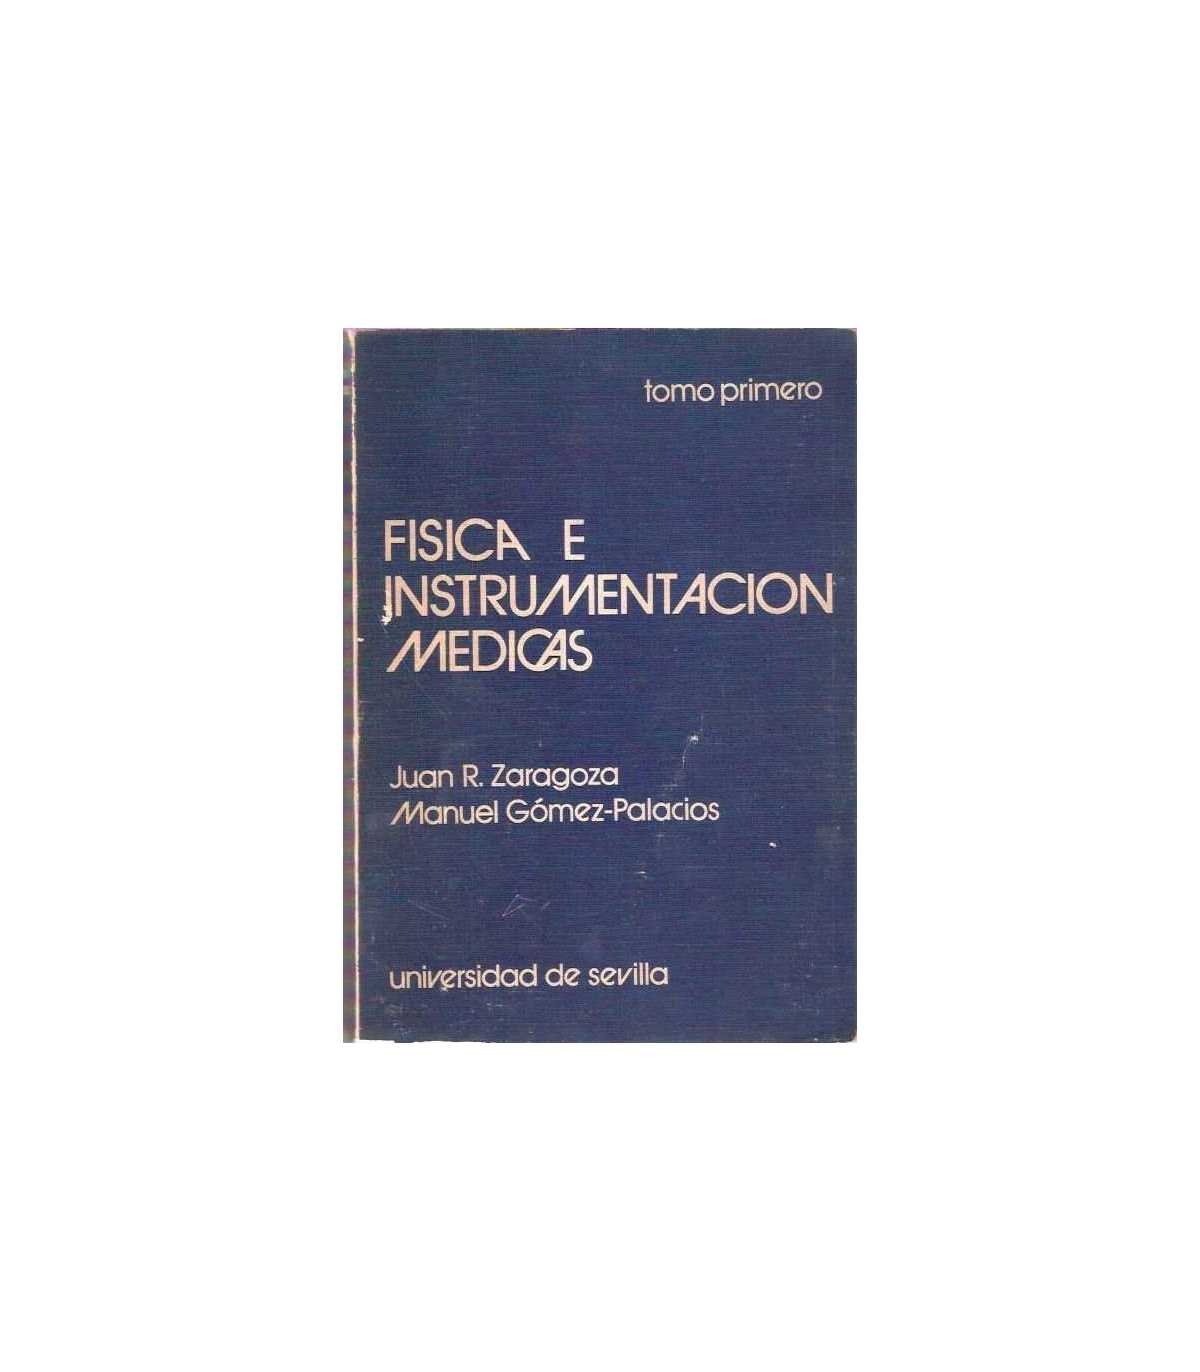 tomo primero
FISICA E
INSTRUMENTACION
MEDICAS
Juan R. Zaragoza
Manuel Gómez-Palacios
universidad de sevilla